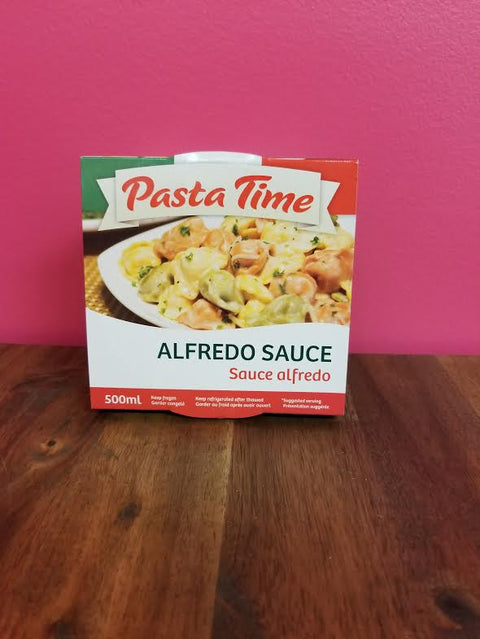 Pasta Time
ALFREDO SAUCE
Sauce alfredo
500ml
Keep frozen
Garder congelé
Keep refrigerated after thawed
Garder au froid après avoir ouvert
*Suggested serving
Présentation suggérée